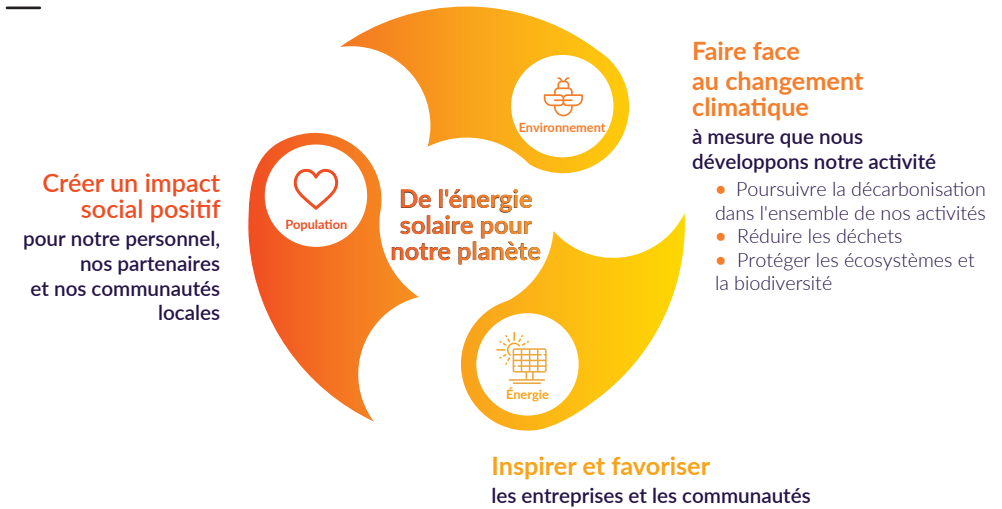 Faire face
au changement
climatique
à mesure que nous
développons notre activité
● Poursuivre la décarbonisation
dans l'ensemble de nos activités
● Réduire les déchets
● Protéger les écosystèmes et
la biodiversité
Environnement
Créer un impact
social positif
pour notre personnel,
nos partenaires
et nos communautés
locales
Population
De l'énergie
solaire pour
notre planète
Énergie
Inspirer et favoriser
les entreprises et les communautés